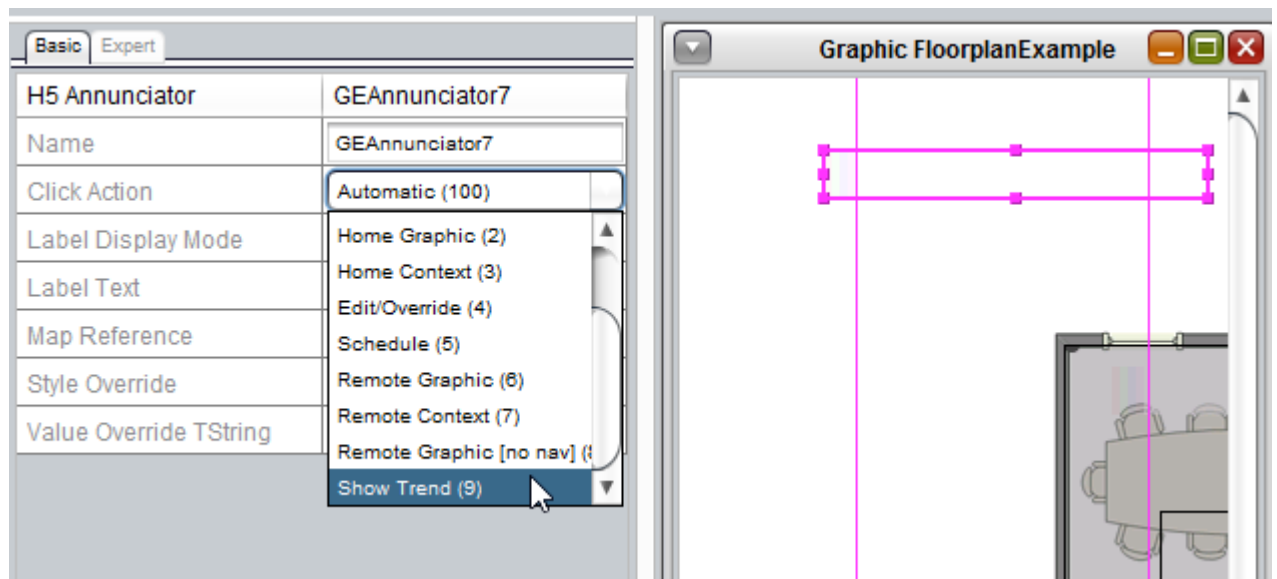 Basic Expert
H5 Annunciator GEAnnunciator7
Name GEAnnunciator7
Click Action Automatic (100)
Label Display Mode Home Graphic (2)
Home Context (3)
Label Text Edit/Override (4)
Map Reference Schedule (5)
Style Override Remote Graphic (6)
Remote Context (7)
Value Override TString Remote Graphic [no nav]
Show Trend (9)
Graphic FloorplanExample